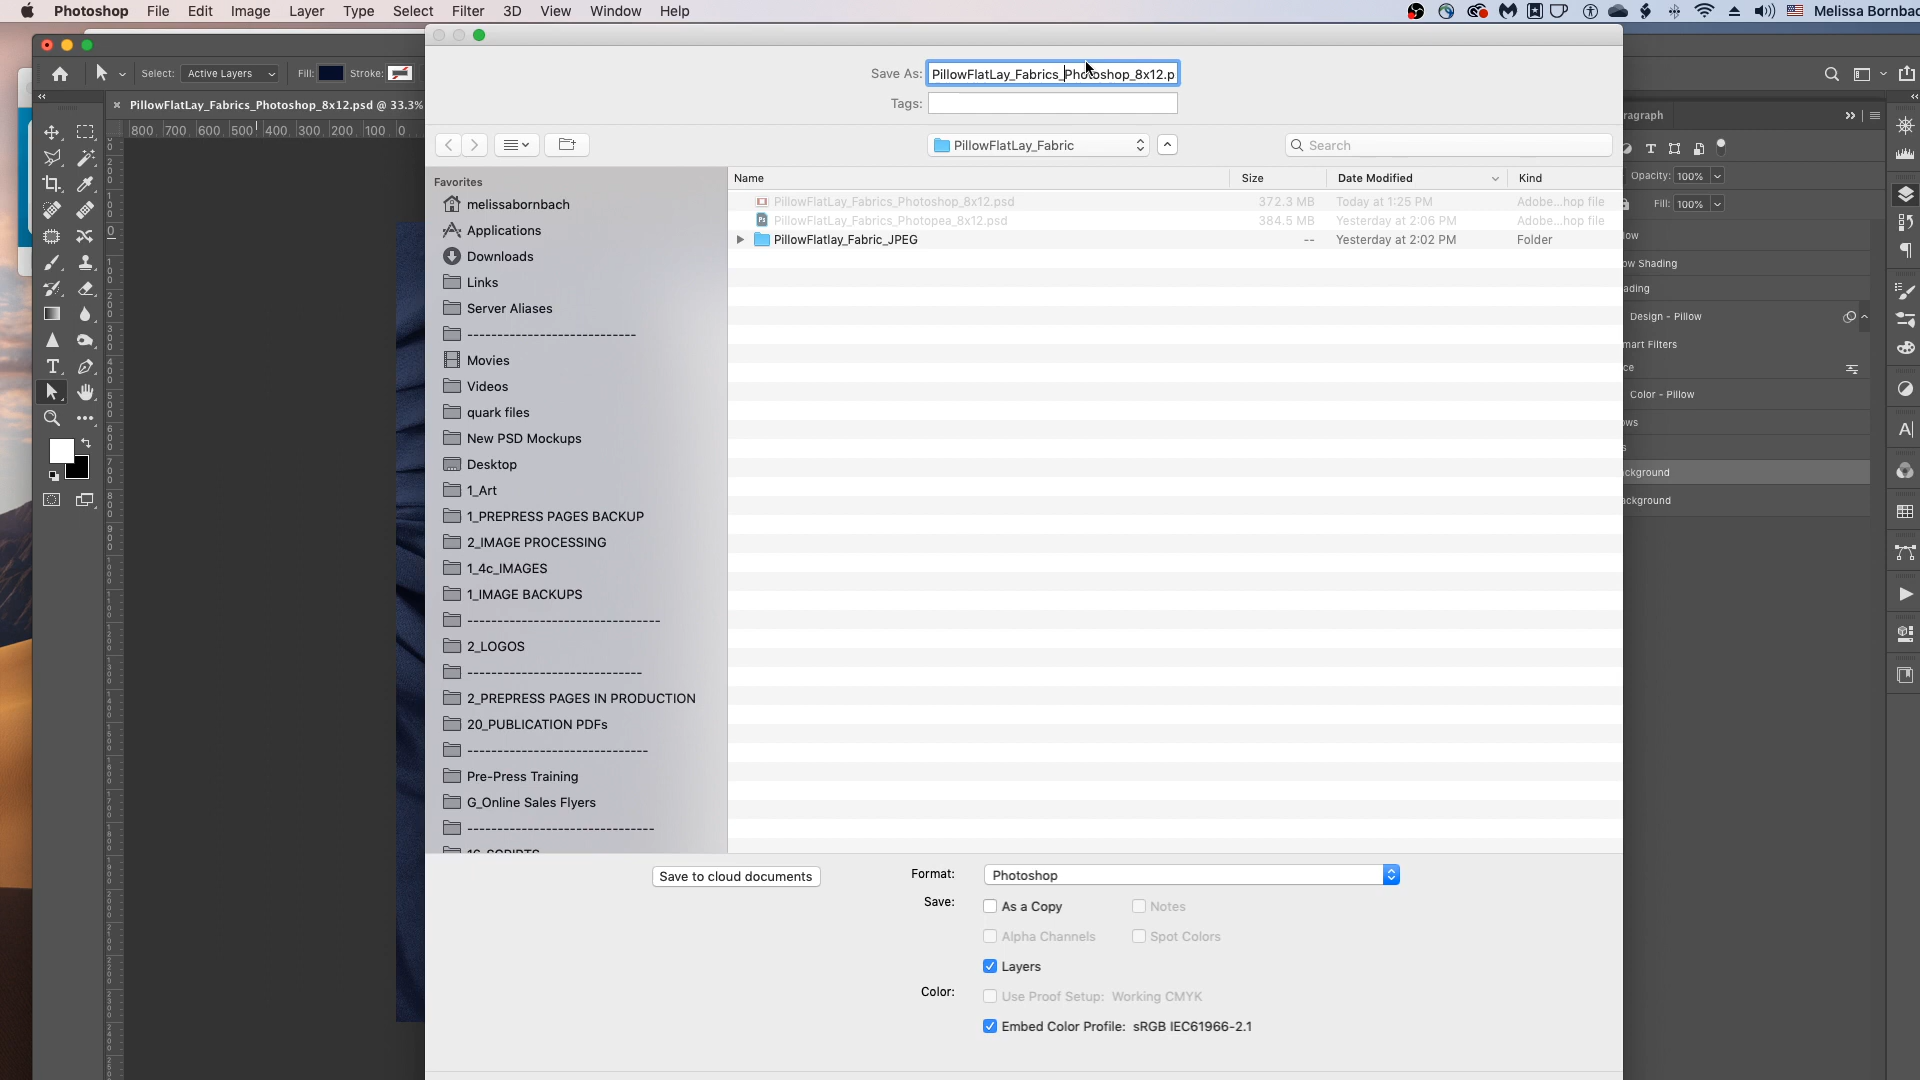 Photoshop File Edit Image Layer Type Select Filter 3D View Window Help
Melissa Bornbac
Select: Active Layers Fill: Stroke:
PillowFlatLay_Fabrics_Photoshop_8x12.psd @ 33.3%
800 700 600 500 400 300 200 100 0
Save As: PillowFlatLay_Fabrics_Photoshop_8x12.p
Tags:
PillowFlatLay_Fabric
Search
Favorites
melissabornbach
Applications
Downloads
Links
Server Aliases
----------------------------
Movies
Videos
quark files
New PSD Mockups
Desktop
1_Art
1_PREPRESS PAGES BACKUP
2_IMAGE PROCESSING
1_4c_IMAGES
1_IMAGE BACKUPS
--------------------------------
2_LOGOS
-----------------------------
2_PREPRESS PAGES IN PRODUCTION
20_PUBLICATION PDFs
------------------------------
Pre-Press Training
G_Online Sales Flyers
-------------------------------
Name Size Date Modified Kind
PillowFlatLay_Fabrics_Photoshop_8x12.psd 372.3 MB Today at 1:25 PM Adobe...hop file
PillowFlatLay_Fabrics_Photopea_8x12.psd 384.5 MB Yesterday at 2:06 PM Adobe...hop file
PillowFlatlay_Fabric_JPEG -- Yesterday at 2:02 PM Folder
Save to cloud documents
Format: Photoshop
Save: As a Copy Notes
Alpha Channels Spot Colors
Layers
Color: Use Proof Setup: Working CMYK
Embed Color Profile: sRGB IEC61966-2.1
ragraph
Opacity: 100%
Fill: 100%
low
ow Shading
ading
Design - Pillow
mart Filters
ce
Color - Pillow
ows
s
ckground
ackground